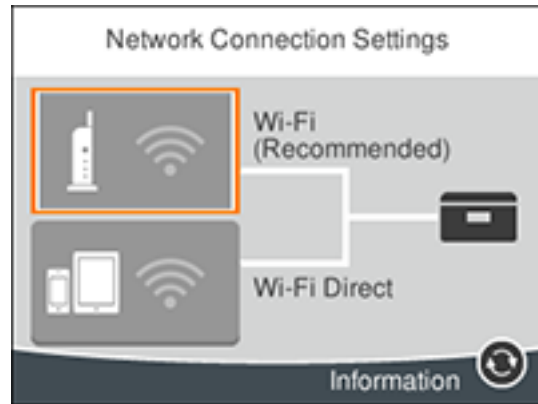 Network Connection Settings
Wi-Fi
(Recommended)
Wi-Fi Direct
Information